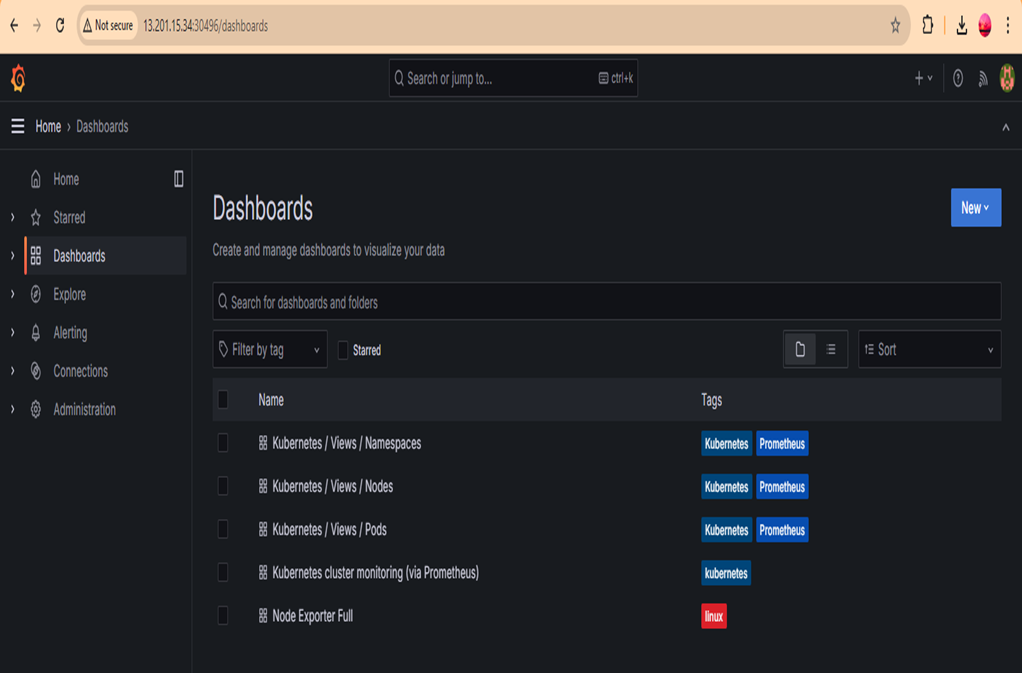 Not secure 13.201.15.34:30496/dashboards
Search or jump to... ctrl+k
Home › Dashboards
Home
Starred
Dashboards
Explore
Alerting
Connections
Administration
Dashboards
New
Create and manage dashboards to visualize your data
Search for dashboards and folders
Filter by tag Starred Sort
Name Tags
Kubernetes / Views / Namespaces Kubernetes Prometheus
Kubernetes / Views / Nodes Kubernetes Prometheus
Kubernetes / Views / Pods Kubernetes Prometheus
Kubernetes cluster monitoring (via Prometheus) kubernetes
Node Exporter Full linux